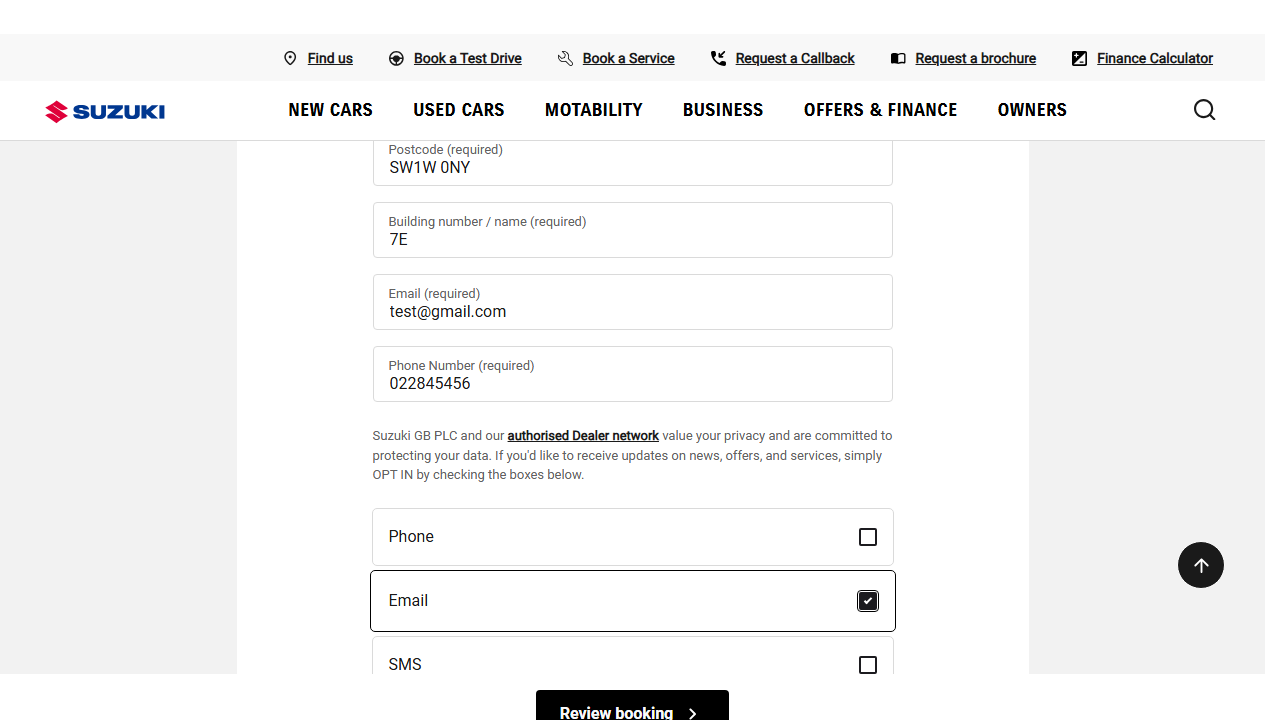 Find us Book a Test Drive Book a Service Request a Callback Request a brochure Finance Calculator
SUZUKI NEW CARS USED CARS MOTABILITY BUSINESS OFFERS & FINANCE OWNERS
Postcode (required)
SW1W 0NY
Building number / name (required)
7E
Email (required)
test@gmail.com
Phone Number (required)
022845456
Suzuki GB PLC and our authorised Dealer network value your privacy and are committed to
protecting your data. If you'd like to receive updates on news, offers, and services, simply
OPT IN by checking the boxes below.
Phone
Email
SMS
Review booking